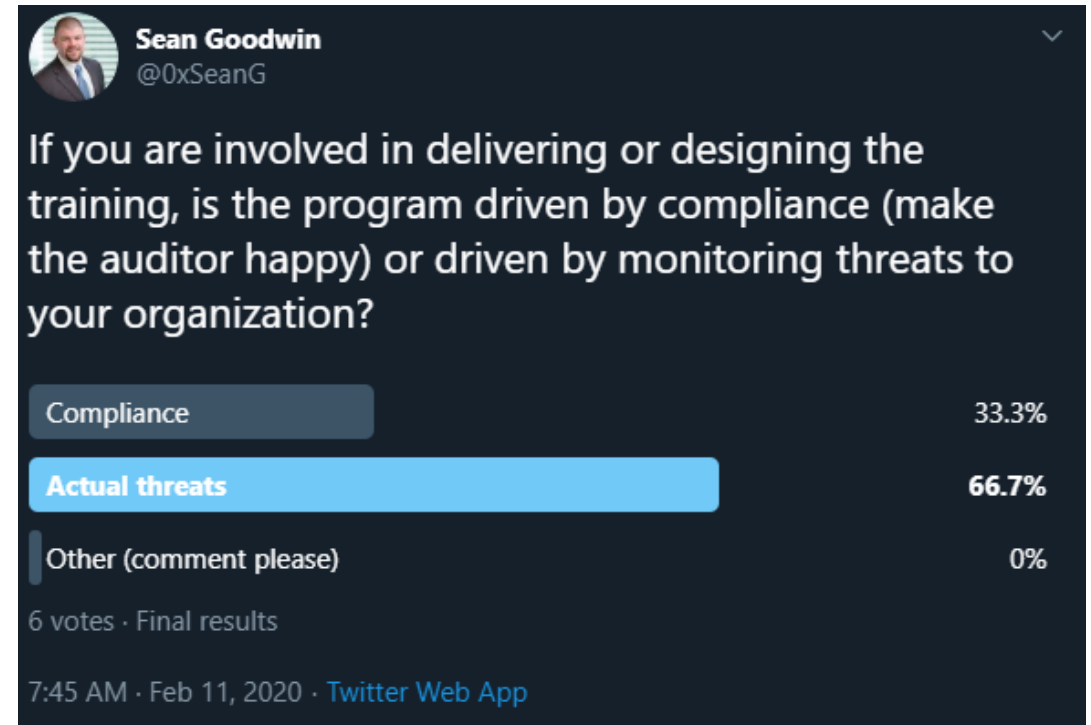 Sean Goodwin
@0xSeanG
If you are involved in delivering or designing the
training, is the program driven by compliance (make
the auditor happy) or driven by monitoring threats to
your organization?
Compliance 33.3%
Actual threats 66.7%
Other (comment please) 0%
6 votes · Final results
7:45 AM · Feb 11, 2020 · Twitter Web App